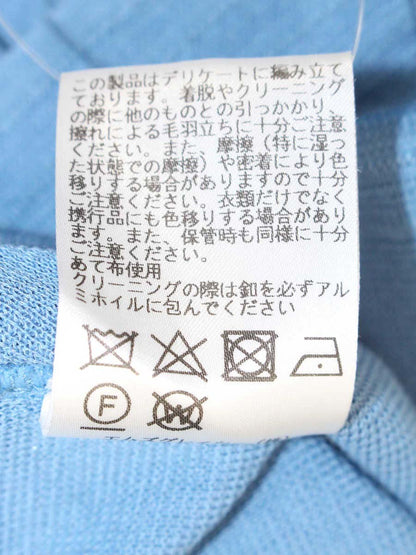 この製品はデリケートに編み立て
ております。着脱やクリーニング
の際に他のものとの引っかかり、
擦れによる毛羽立ちに十分ご注意
ください。また、摩擦（特に湿っ
た状態での摩擦）や密着により色
移りする場合がありますので十分
ご注意ください。衣類だけでなく
携行品にも色移りする場合があり
ます。また、保管時も同様に十分
ご注意ください。
あて布使用
クリーニングの際は釦を必ずアル
ミホイルに包んでください
F W